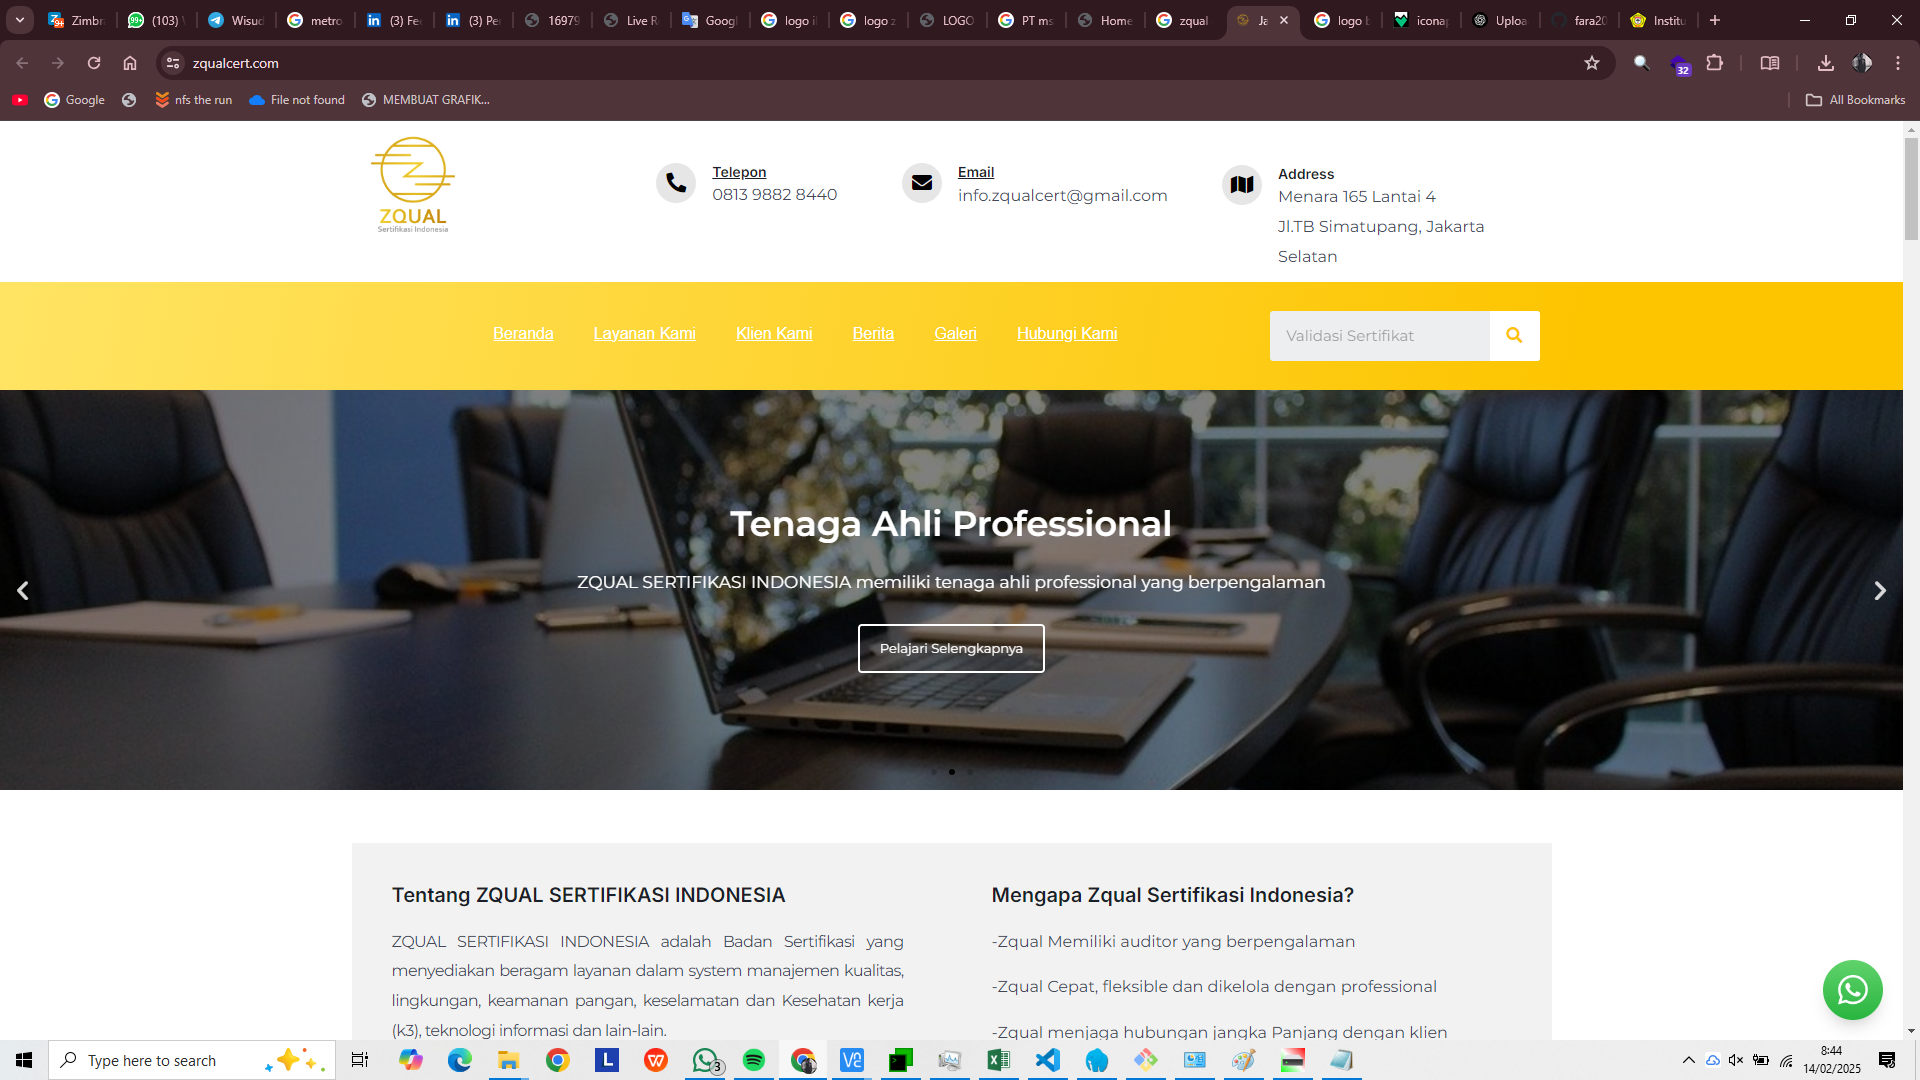 Zimbr
(103)
Wisud
metro
(3) Fee
(3) Pe
16979
Live R
Googl
logo
logo
LOGO
PT ms
Home
zqual
Ja
logo b
icona
Uploa
fara20
Institu
zqualcert.com
32
Google
nfs the run
File not found
MEMBUAT GRAFIK...
All Bookmarks
ZQUAL
Sertifikasi Indonesia
Telepon
0813 9882 8440
Email
info.zqualcert@gmail.com
Address
Menara 165 Lantai 4
Jl.TB Simatupang, Jakarta
Selatan
Beranda
Layanan Kami
Klien Kami
Berita
Galeri
Hubungi Kami
Validasi Sertifikat
Tenaga Ahli Professional
ZQUAL SERTIFIKASI INDONESIA memiliki tenaga ahli professional yang berpengalaman
Pelajari Selengkapnya
Tentang ZQUAL SERTIFIKASI INDONESIA
ZQUAL SERTIFIKASI INDONESIA adalah Badan Sertifikasi yang
menyediakan beragam layanan dalam system manajemen kualitas,
lingkungan, keamanan pangan, keselamatan dan Kesehatan kerja
(k3), teknologi informasi dan lain-lain.
Mengapa Zqual Sertifikasi Indonesia?
-Zqual Memiliki auditor yang berpengalaman
-Zqual Cepat, fleksible dan dikelola dengan professional
-Zqual menjaga hubungan jangka Panjang dengan klien
Type here to search
3
8:44
14/02/2025